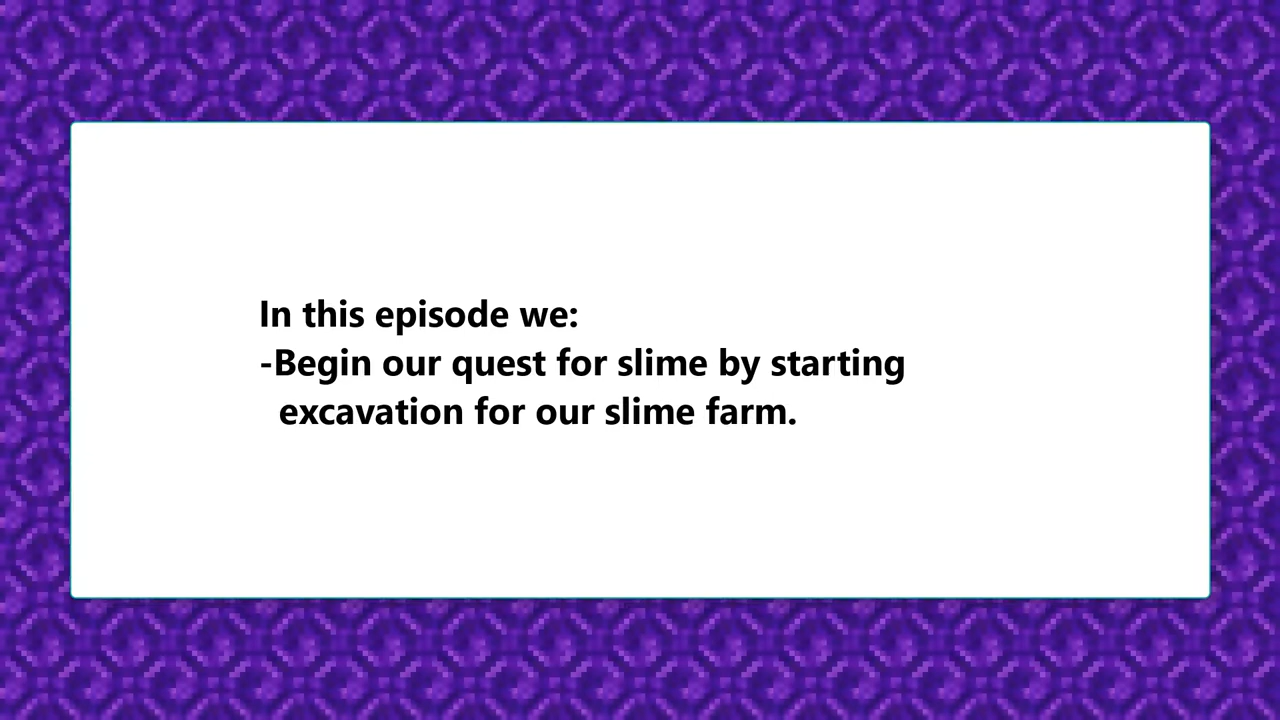 In this episode we:
-Begin our quest for slime by starting
excavation for our slime farm.